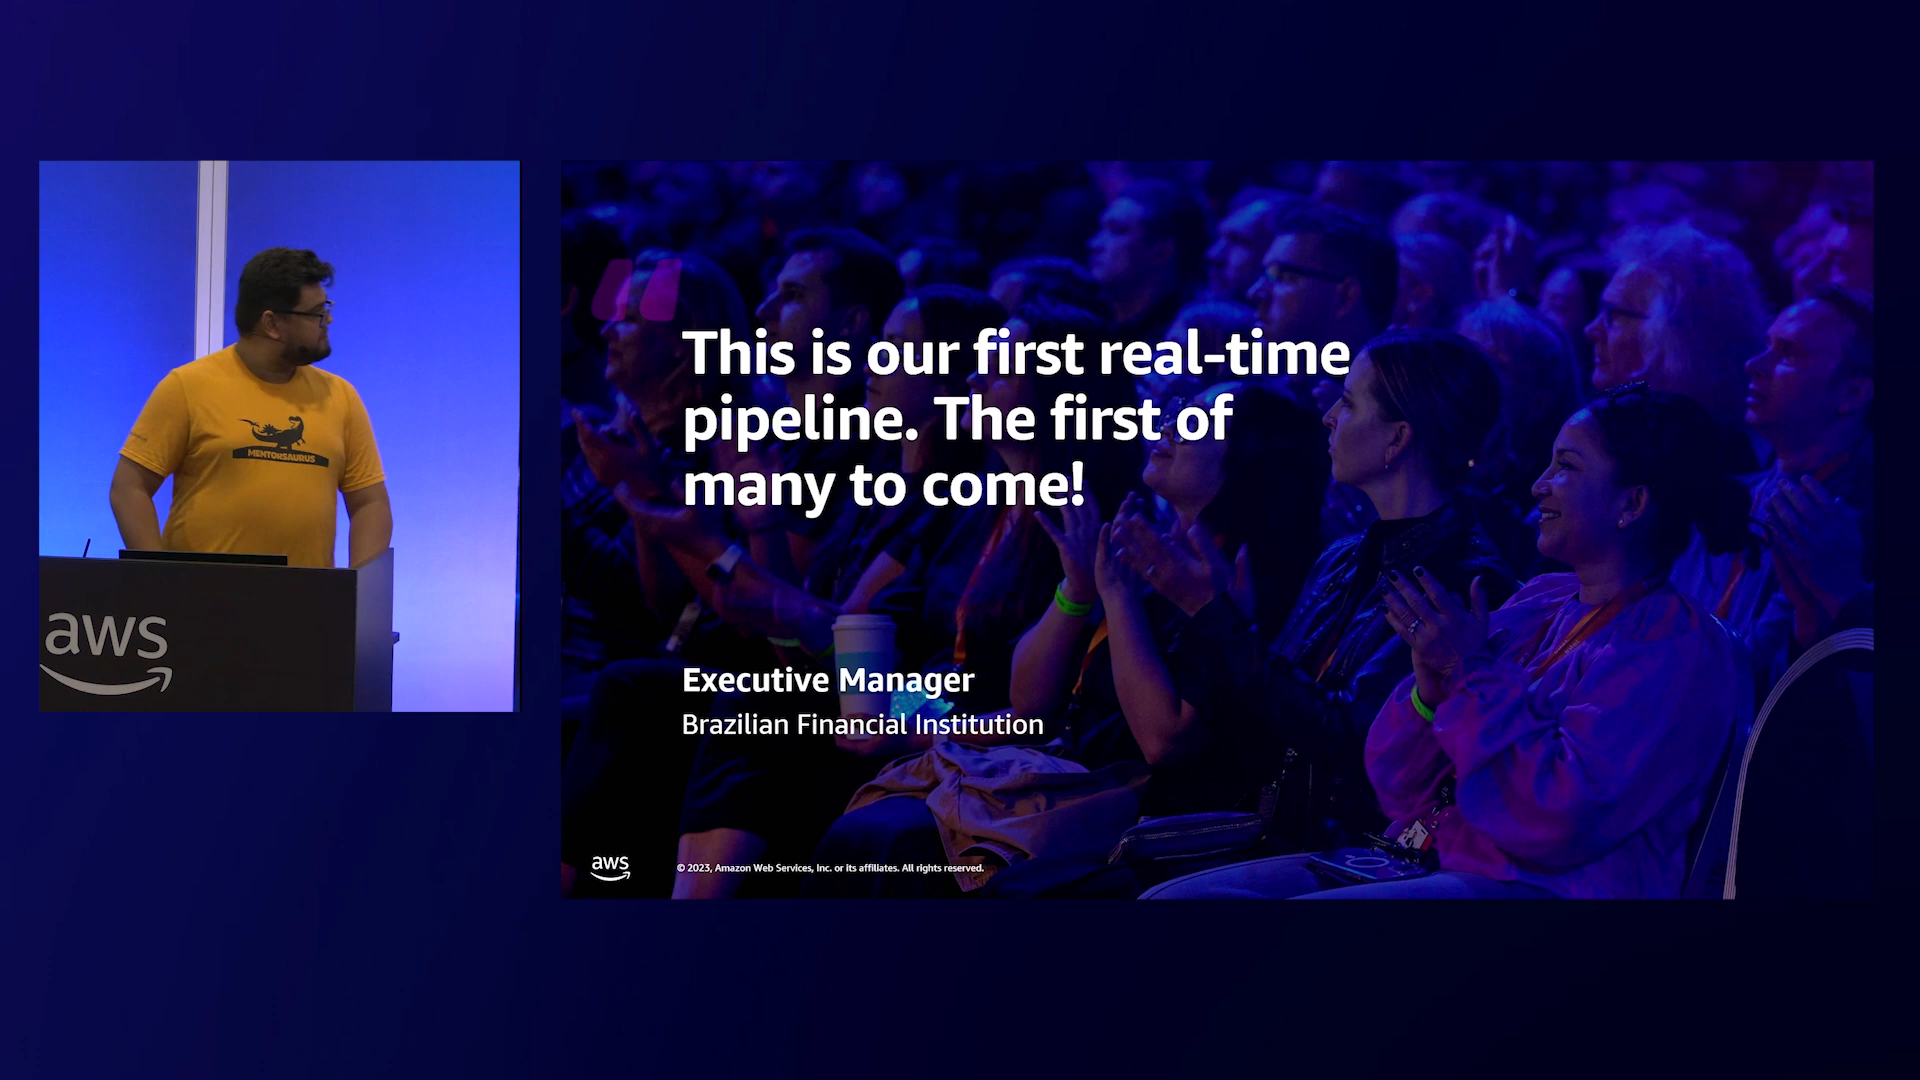 MENTORSAURUS
aws
This is our first real-time
pipeline. The first of
many to come!
Executive Manager
Brazilian Financial Institution
aws
© 2023, Amazon Web Services, Inc. or its affiliates. All rights reserved.